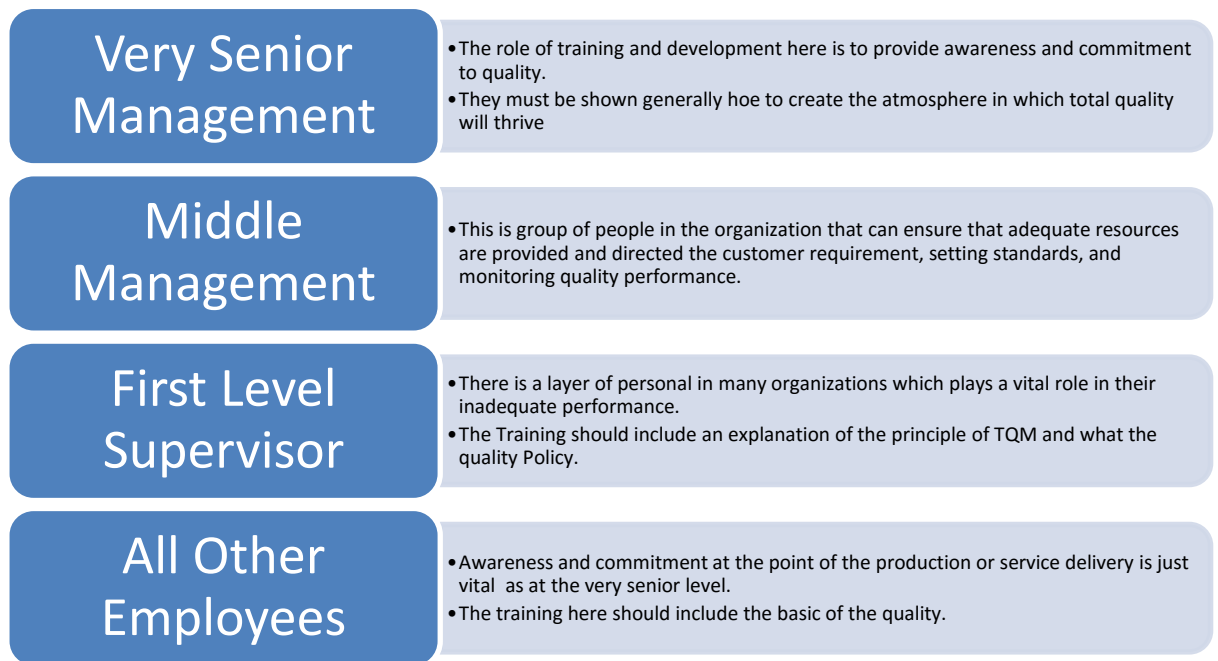 Very Senior
Management
•The role of training and development here is to provide awareness and commitment
to quality.
•They must be shown generally hoe to create the atmosphere in which total quality
will thrive
Middle
Management
•This is group of people in the organization that can ensure that adequate resources
are provided and directed the customer requirement, setting standards, and
monitoring quality performance.
First Level
Supervisor
•There is a layer of personal in many organizations which plays a vital role in their
inadequate performance.
•The Training should include an explanation of the principle of TQM and what the
quality Policy.
All Other
Employees
•Awareness and commitment at the point of the production or service delivery is just
vital as at the very senior level.
•The training here should include the basic of the quality.